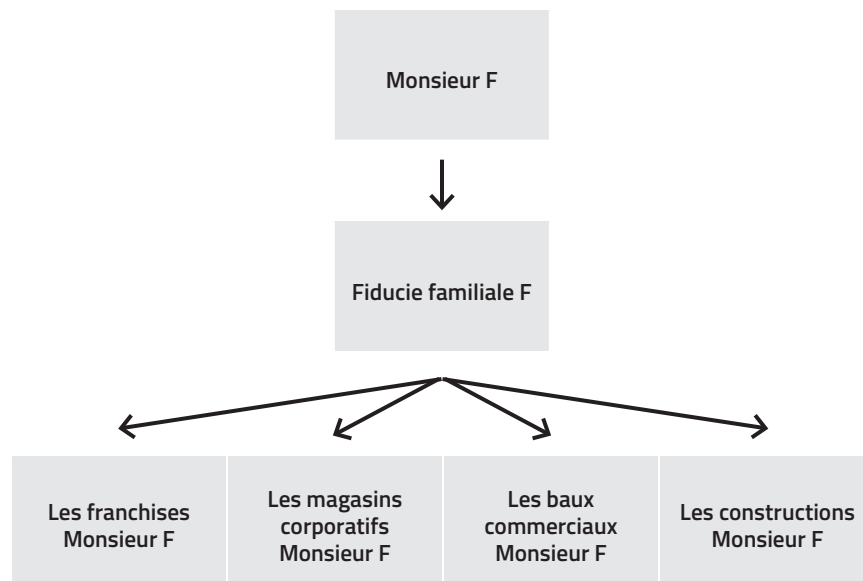 Monsieur F
Fiducie familiale F
Les franchises
Monsieur F
Les magasins
corporatifs
Monsieur F
Les baux
commerciaux
Monsieur F
Les constructions
Monsieur F